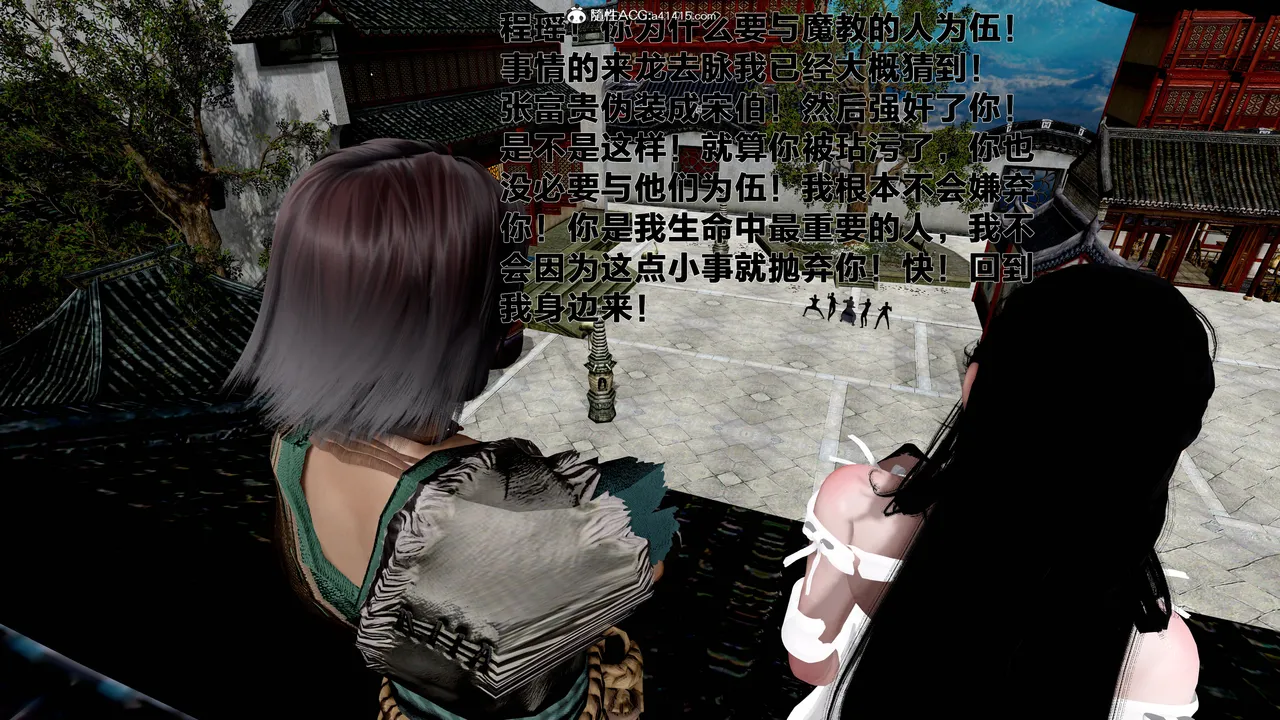 隨性ACG:a41415.com
程瑶！你为什么要与魔教的人为伍！
事情的来龙去脉我已经大概猜到！
张富贵伪装成宋伯！然后强奸了你！
是不是这样！就算你被玷污了，你也
没必要与他们为伍！我根本不会嫌弃
你！你是我生命中最重要的人，我不
会因为这点小事就抛弃你！快！回到
我身边来！